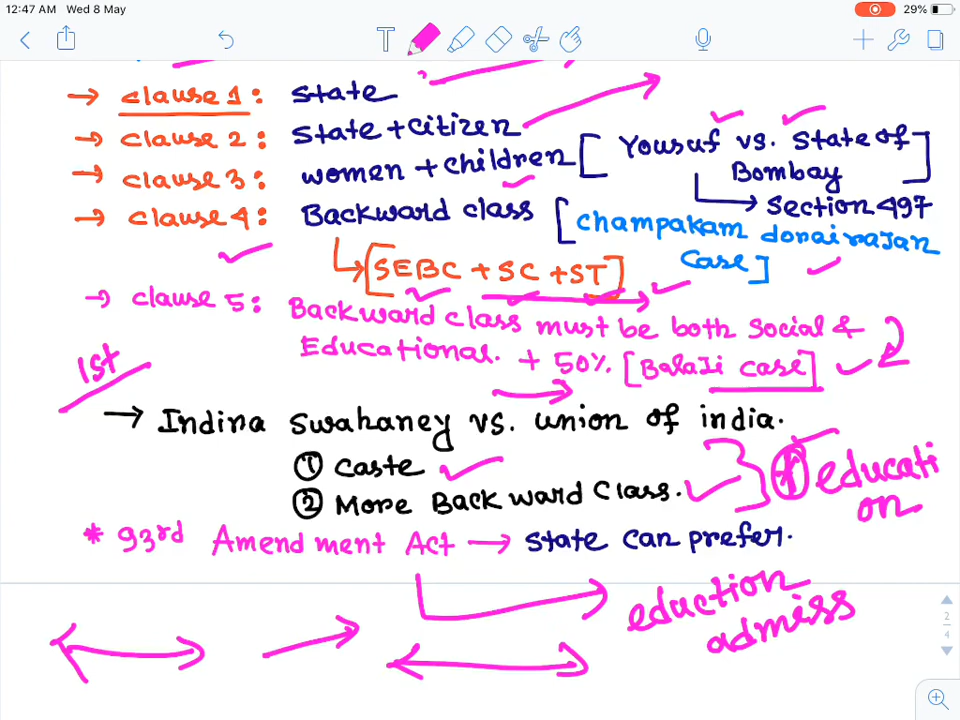 12:47 AM Wed 8 May 29%
T
→ clause 1: state
→ clause 2: state + citizen
→ clause 3: women + children [Yousuf vs. State of Bombay]
→ Section 497
→ clause 4: Backward class [champakam dorairajan case]
→ [SEBC + SC + ST]
→ clause 5: Backward class must be both social &
Educational. + 50% [Balaji case]
1st
→ Indira Swahaney vs. union of india.
① caste
② More Backward Class. } + education
* 93rd Amendment Act → state can prefer.
eduction
admiss
2
4